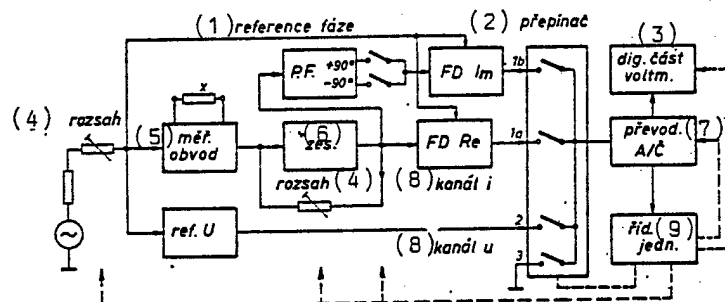 (1) reference fáze
(2) přepínač
(3)
dig. část
voltm.
P.F.
+90°
-90°
FD Im
1b
(4) rozsah
x
(5) měř.
obvod
(6)
zes.
FD Re
1a
převod. (7)
A/Č
rozsah (4)
(8) kanál i
ref. U
(8) kanál u
2
3
říd. (9)
jedn.